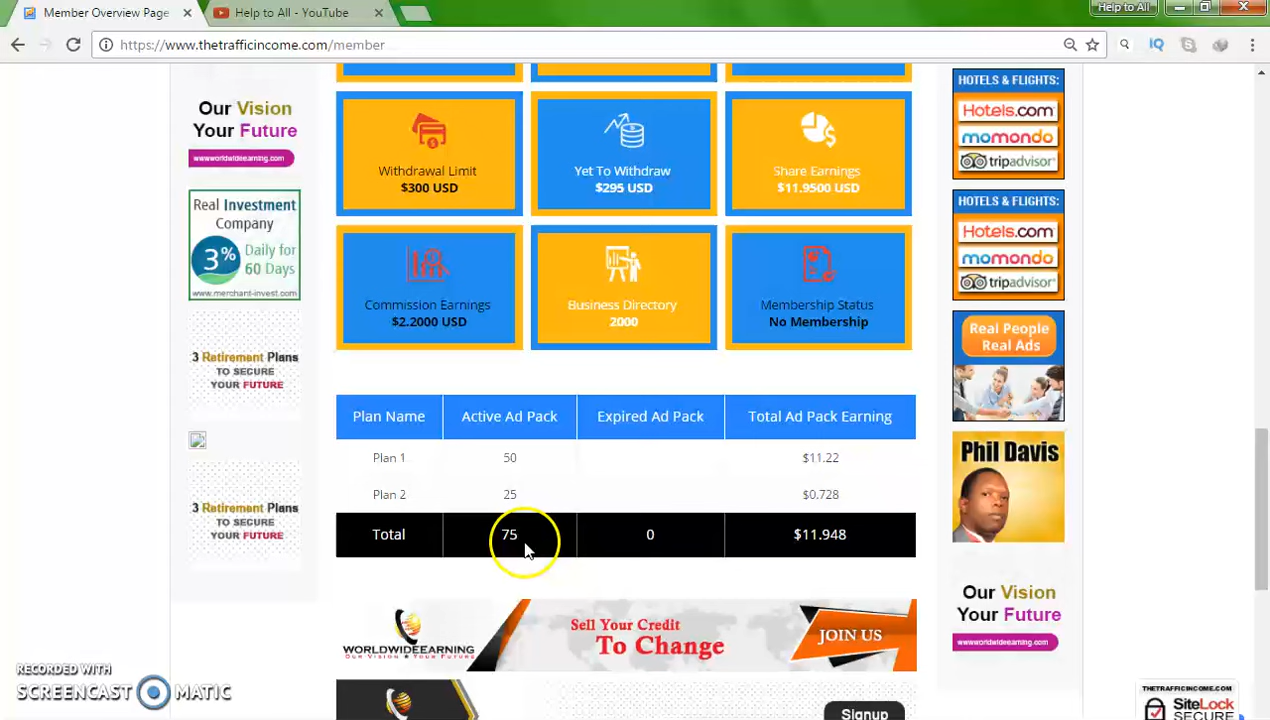 Member Overview Page
Help to All - YouTube
Help to All
https://www.thetrafficincome.com/member
IQ
Our Vision
Your Future
wwwworldwideearning.com
Real Investment
Company
3%
Daily for
60 Days
www.merchant-invest.com
3 Retirement Plans
TO SECURE
YOUR FUTURE
3 Retirement Plans
TO SECURE
YOUR FUTURE
Withdrawal Limit
$300 USD
Yet To Withdraw
$295 USD
Share Earnings
$11.9500 USD
Commission Earnings
$2.2000 USD
Business Directory
2000
Membership Status
No Membership
Plan Name Active Ad Pack Expired Ad Pack Total Ad Pack Earning
Plan 1 50 $11.22
Plan 2 25 $0.728
Total 75 0 $11.948
WORLDWIDEEARNING
OUR VISION YOUR FUTURE
Sell Your Credit
To Change
JOIN US
Signup
HOTELS & FLIGHTS:
Hotels.com
momondo
tripadvisor
HOTELS & FLIGHTS:
Hotels.com
momondo
tripadvisor
Real People
Real Ads
Phil Davis
Our Vision
Your Future
wwwworldwideearning.com
RECORDED WITH
SCREENCAST MATIC
THETRAFFICINCOME.COM
SiteLock
SECURE